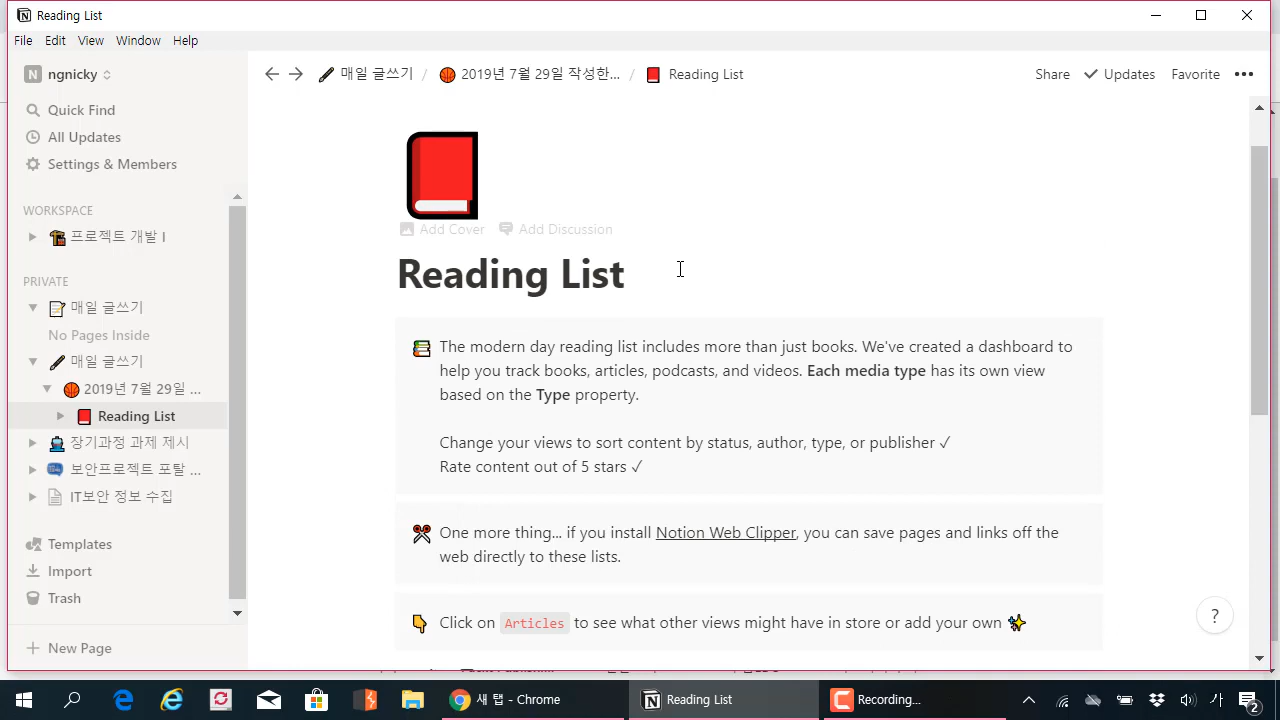 Reading List
File Edit View Window Help
N ngnicky
매일 글쓰기 / 2019년 7월 29일 작성한... / Reading List
Share Updates Favorite
Quick Find
All Updates
Settings & Members
WORKSPACE
프로젝트 개발 I
PRIVATE
매일 글쓰기
No Pages Inside
매일 글쓰기
2019년 7월 29일 ...
Reading List
장기과정 과제 제시
보안프로젝트 포탈 ...
IT보안 정보 수집
Templates
Import
Trash
New Page
Add Cover Add Discussion
Reading List
The modern day reading list includes more than just books. We've created a dashboard to
help you track books, articles, podcasts, and videos. Each media type has its own view
based on the Type property.
Change your views to sort content by status, author, type, or publisher ✓
Rate content out of 5 stars ✓
One more thing... if you install Notion Web Clipper, you can save pages and links off the
web directly to these lists.
Click on Articles to see what other views might have in store or add your own
?
새 탭 - Chrome
Reading List
Recording...
가
2